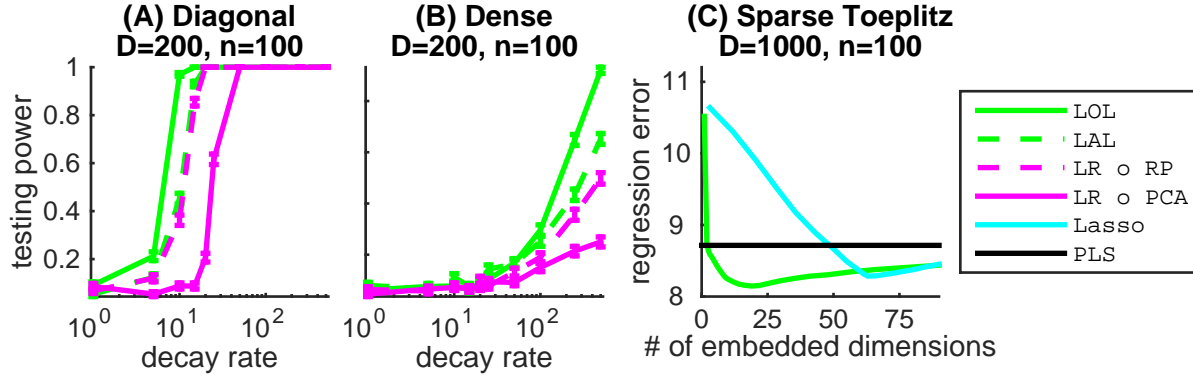 (A) Diagonal
D=200, n=100
(B) Dense
D=200, n=100
(C) Sparse Toeplitz
D=1000, n=100
testing power
1
0.8
0.6
0.4
0.2
10^0
10^1
10^2
decay rate
10^0
10^1
10^2
decay rate
regression error
11
10
9
8
0
25
50
75
# of embedded dimensions
LOL
LAL
LR o RP
LR o PCA
Lasso
PLS